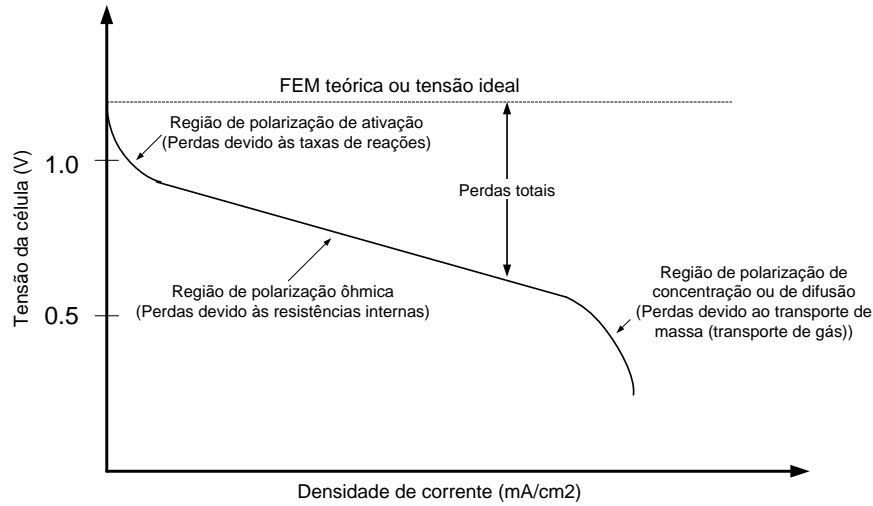 FEM teórica ou tensão ideal
Região de polarização de ativação
(Perdas devido às taxas de reações)
1.0
Perdas totais
Tensão da célula (V)
Região de polarização ôhmica
(Perdas devido às resistências internas)
Região de polarização de
concentração ou de difusão
(Perdas devido ao transporte de
massa (transporte de gás))
0.5
Densidade de corrente (mA/cm2)